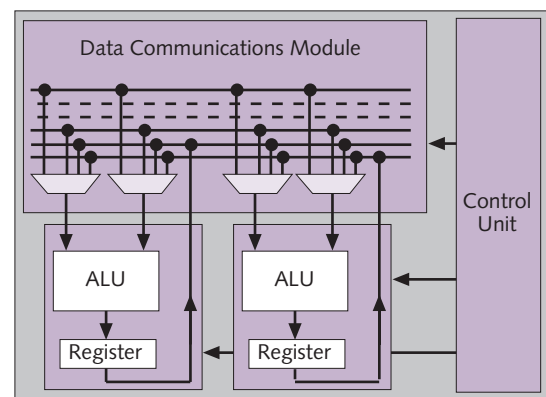 Data Communications Module
Control
Unit
ALU
ALU
Register
Register